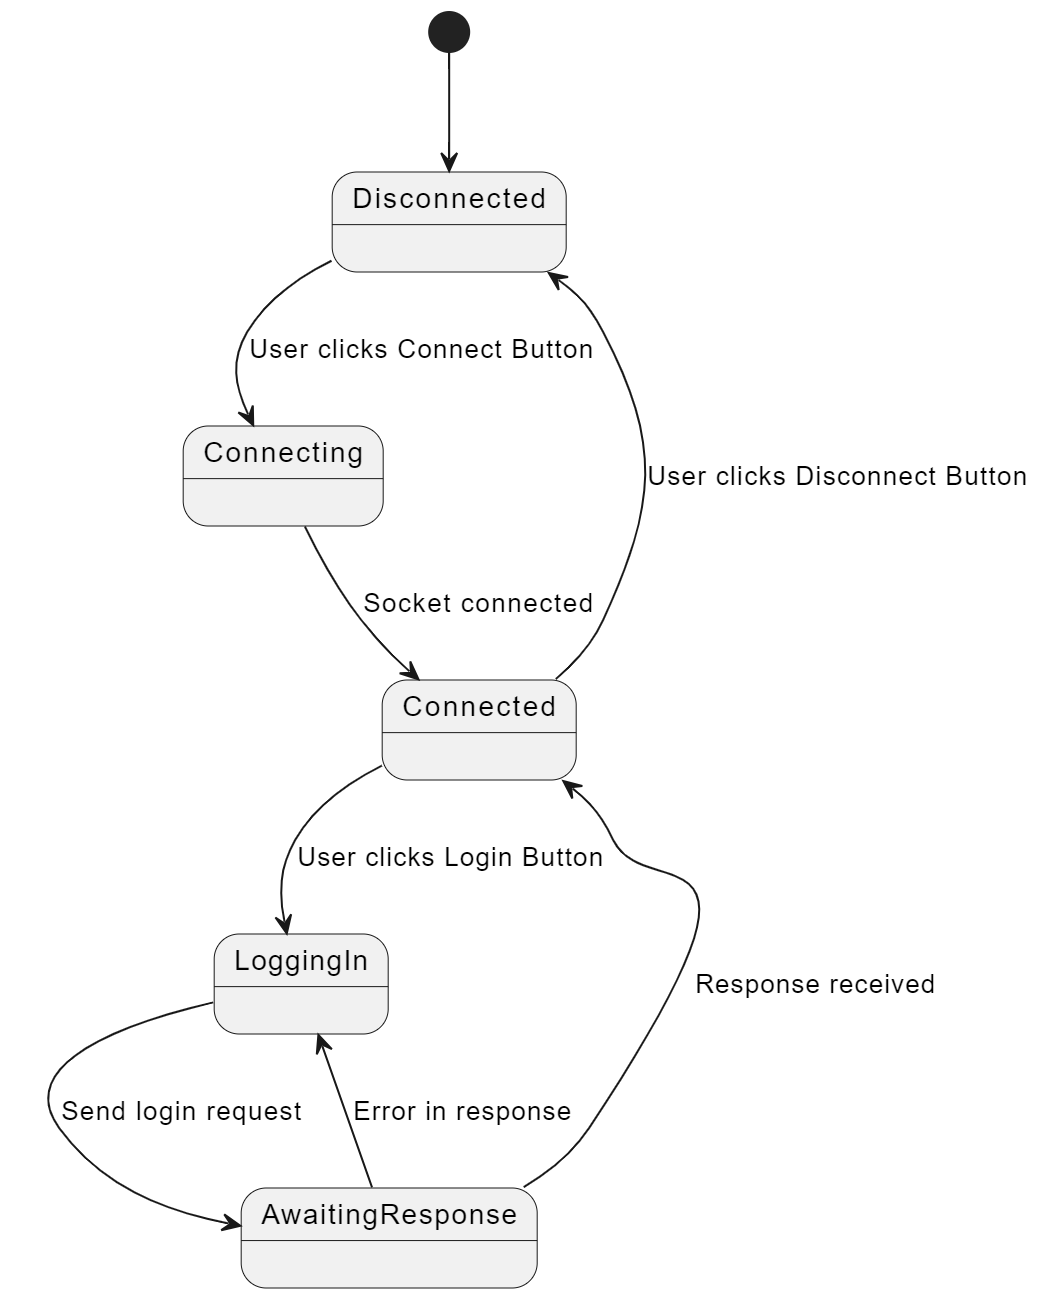 Disconnected
User clicks Connect Button
Connecting
User clicks Disconnect Button
Socket connected
Connected
User clicks Login Button
LoggingIn
Response received
Send login request
Error in response
AwaitingResponse